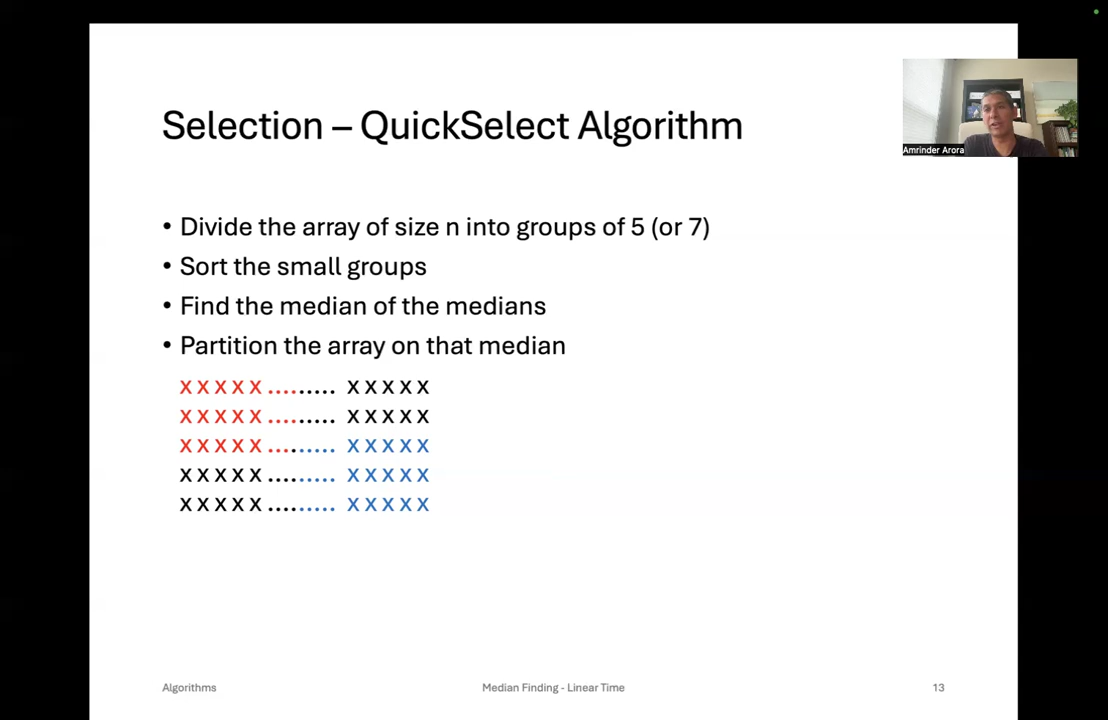 Selection – QuickSelect Algorithm
Amrinder Arora
• Divide the array of size n into groups of 5 (or 7)
• Sort the small groups
• Find the median of the medians
• Partition the array on that median
X X X X X ......... X X X X X
X X X X X ......... X X X X X
X X X X X ......... X X X X X
X X X X X ......... X X X X X
X X X X X ......... X X X X X
Algorithms
Median Finding - Linear Time
13